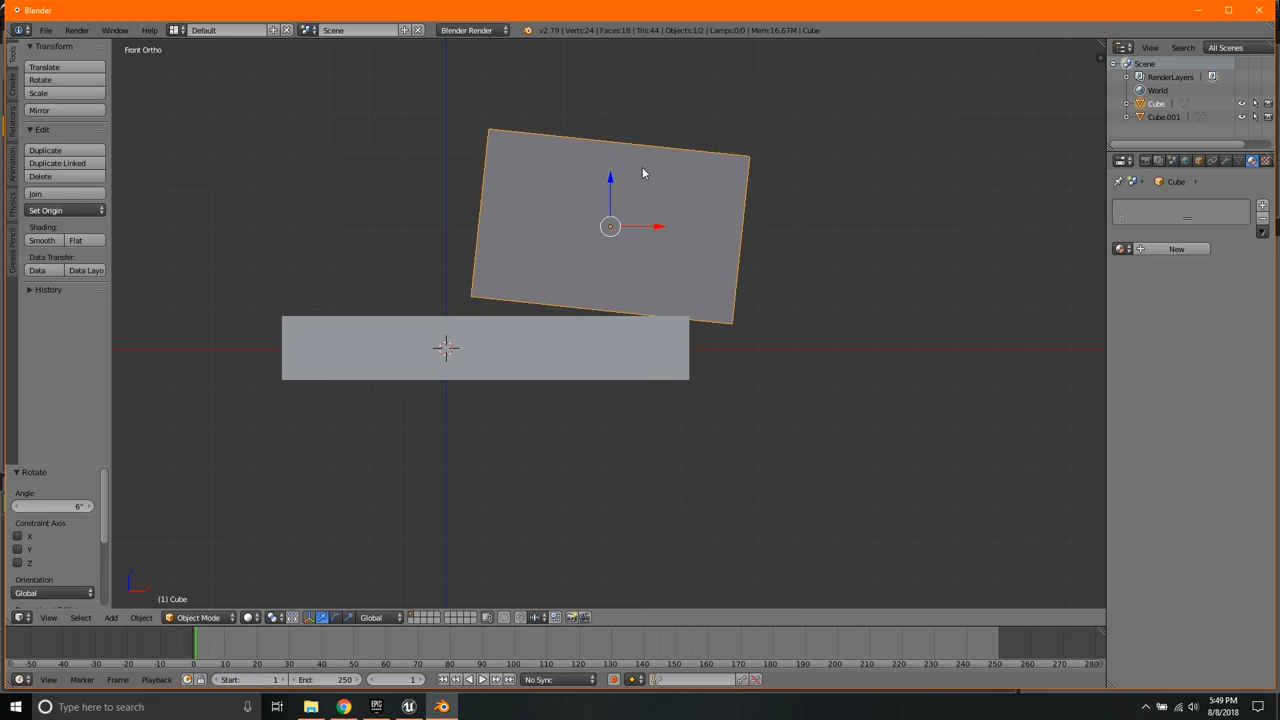 Blender
File Render Window Help Default Scene Blender Render v2.79 | Verts:24 | Faces:18 | Tris:44 | Objects:1/2 | Lamps:0/0 | Mem:16.67M | Cube
Tools
Create
Relations
Animation
Physics
Grease Pencil
Transform
Translate
Rotate
Scale
Mirror
Edit
Duplicate
Duplicate Linked
Delete
Join
Set Origin
Shading:
Smooth Flat
Data Transfer:
Data Data Layo
History
Rotate
Angle
6°
Constraint Axis
X
Y
Z
Orientation
Global
Front Ortho
(1) Cube
View Search All Scenes
Scene
RenderLayers
World
Cube
Cube.001
Cube
New
View Select Add Object Object Mode Global
-50 -40 -30 -20 -10 0 10 20 30 40 50 60 70 80 90 100 110 120 130 140 150 160 170 180 190 200 210 220 230 240 250 260 270 280
View Marker Frame Playback Start: 1 End: 250 1 No Sync
Type here to search
5:49 PM
8/8/2018